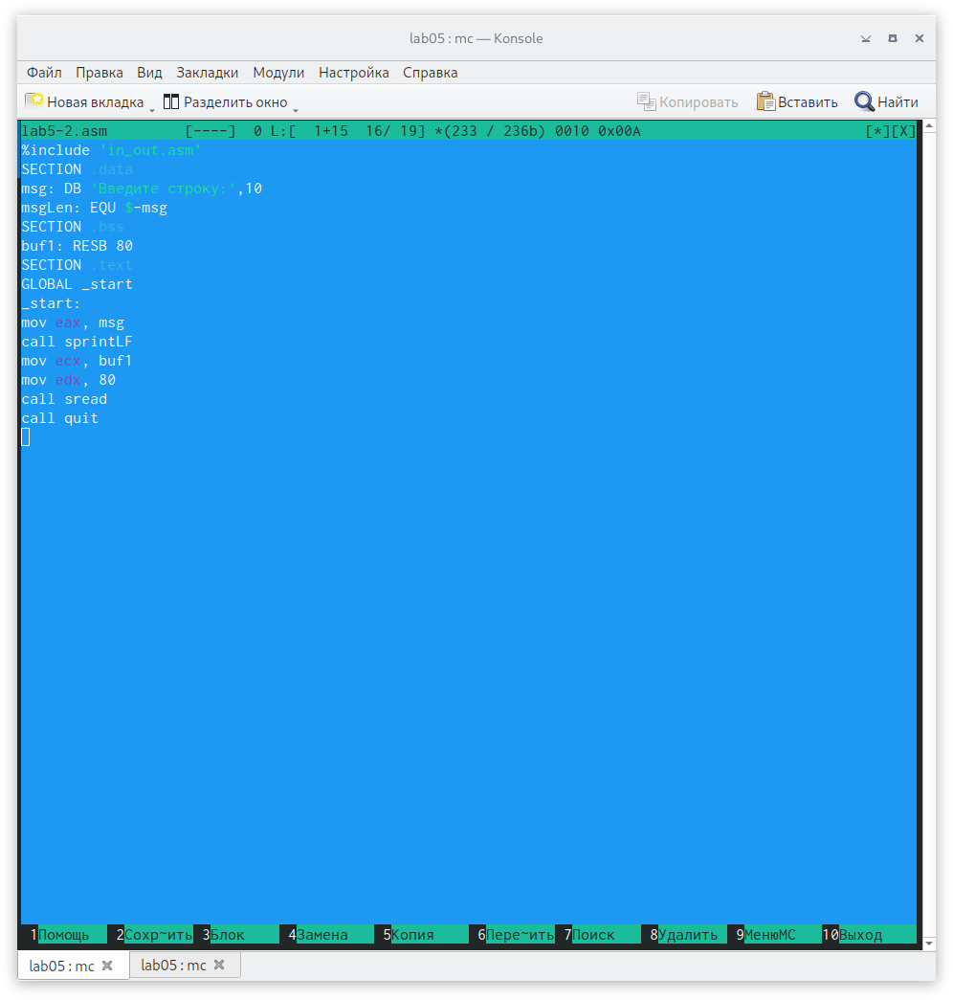 lab05 : mc — Konsole
Файл Правка Вид Закладки Модули Настройка Справка
Новая вкладка Разделить окно Копировать Вставить Найти
lab5-2.asm [----] 0 L:[ 1+15 16/ 19] *(233 / 236b) 0010 0x00A [*][X]
%include 'in_out.asm'
SECTION .data
msg: DB 'Введите строку:',10
msgLen: EQU $-msg
SECTION .bss
buf1: RESB 80
SECTION .text
GLOBAL _start
_start:
mov eax, msg
call sprintLF
mov ecx, buf1
mov edx, 80
call sread
call quit
1Помощь 2Сохр~ить 3Блок 4Замена 5Копия 6Пере~ить 7Поиск 8Удалить 9МенюМС 10Выход
lab05 : mc lab05 : mc